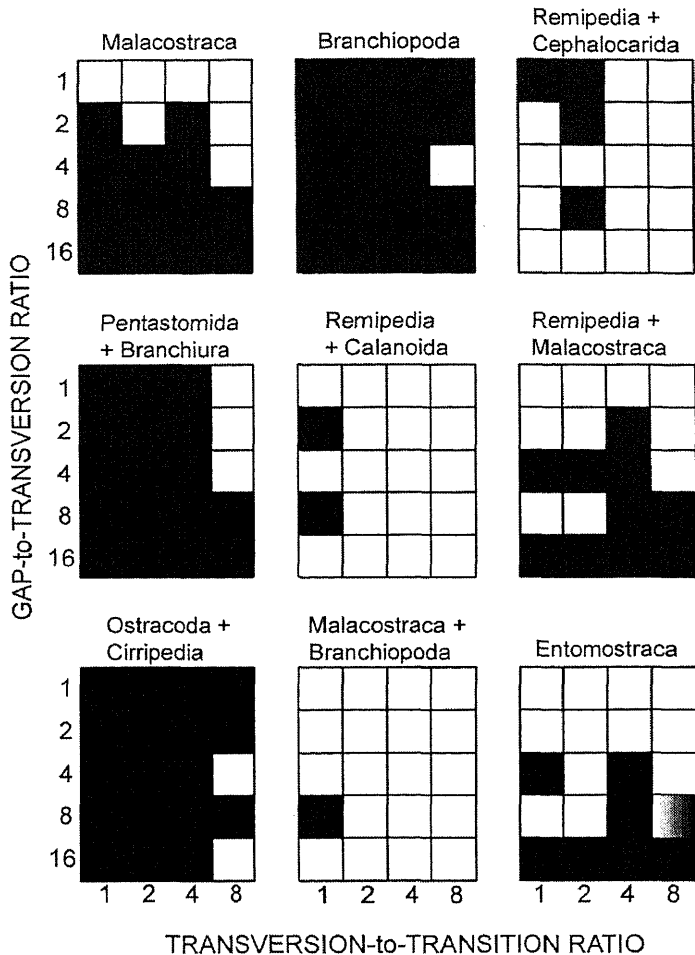 Malacostraca
Branchiopoda
Remipedia +
Cephalocarida
1
2
4
8
16
Pentastomida
+ Branchiura
Remipedia
+ Calanoida
Remipedia +
Malacostraca
1
2
4
8
16
Ostracoda +
Cirripedia
Malacostraca +
Branchiopoda
Entomostraca
1
2
4
8
16
1 2 4 8
1 2 4 8
1 2 4 8
GAP-to-TRANSVERSION RATIO
TRANSVERSION-to-TRANSITION RATIO